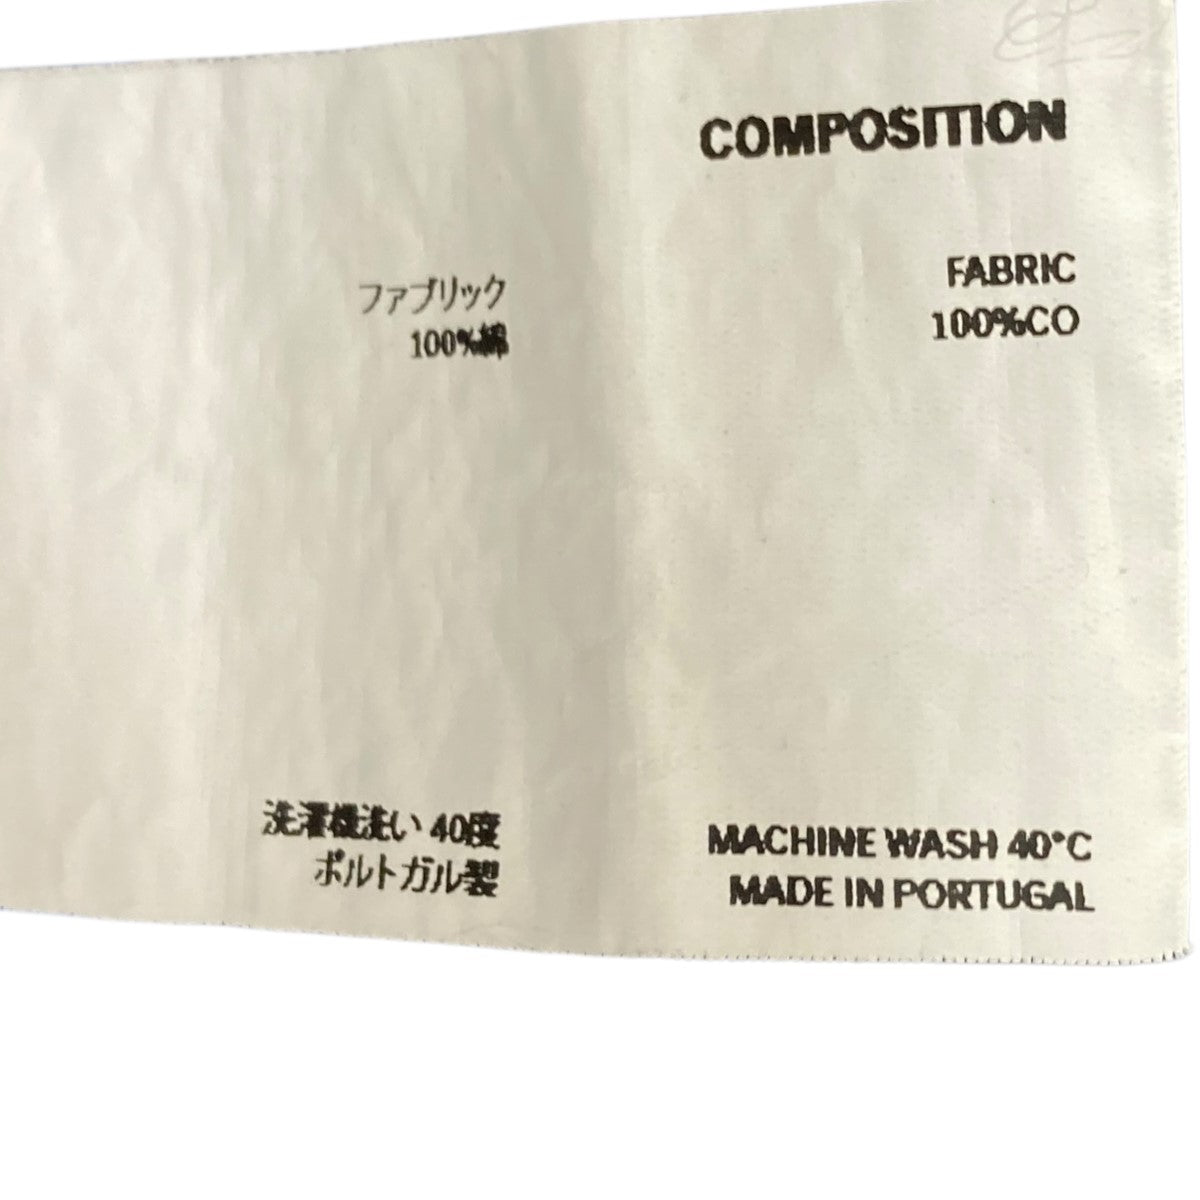 COMPOSITION
FABRIC
100%CO
MACHINE WASH 40°C
MADE IN PORTUGAL
ファブリック
100%綿
洗濯機洗い 40度
ポルトガル製